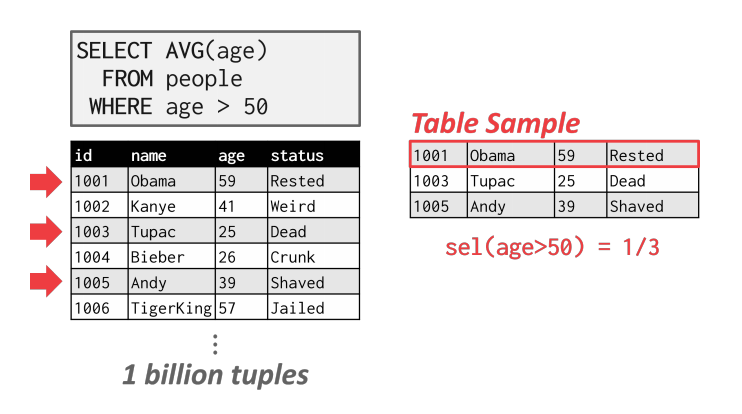 SELECT AVG(age)
FROM people
WHERE age > 50
id name age status
1001 Obama 59 Rested
1002 Kanye 41 Weird
1003 Tupac 25 Dead
1004 Bieber 26 Crunk
1005 Andy 39 Shaved
1006 TigerKing 57 Jailed
⋮
1 billion tuples
Table Sample
1001 Obama 59 Rested
1003 Tupac 25 Dead
1005 Andy 39 Shaved
sel(age>50) = 1/3